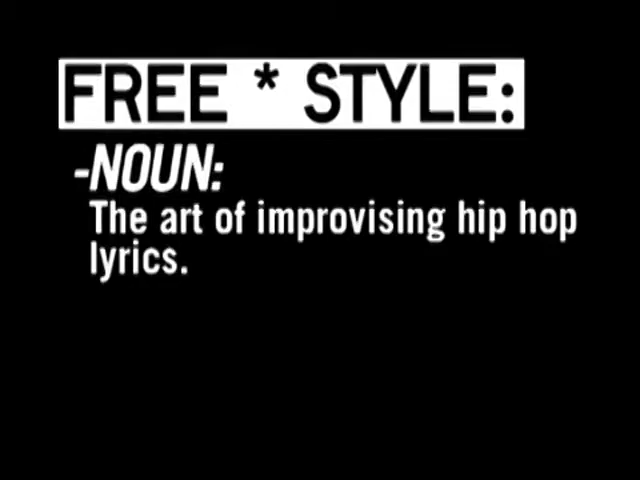 FREE * STYLE:
-NOUN:
The art of improvising hip hop
lyrics.